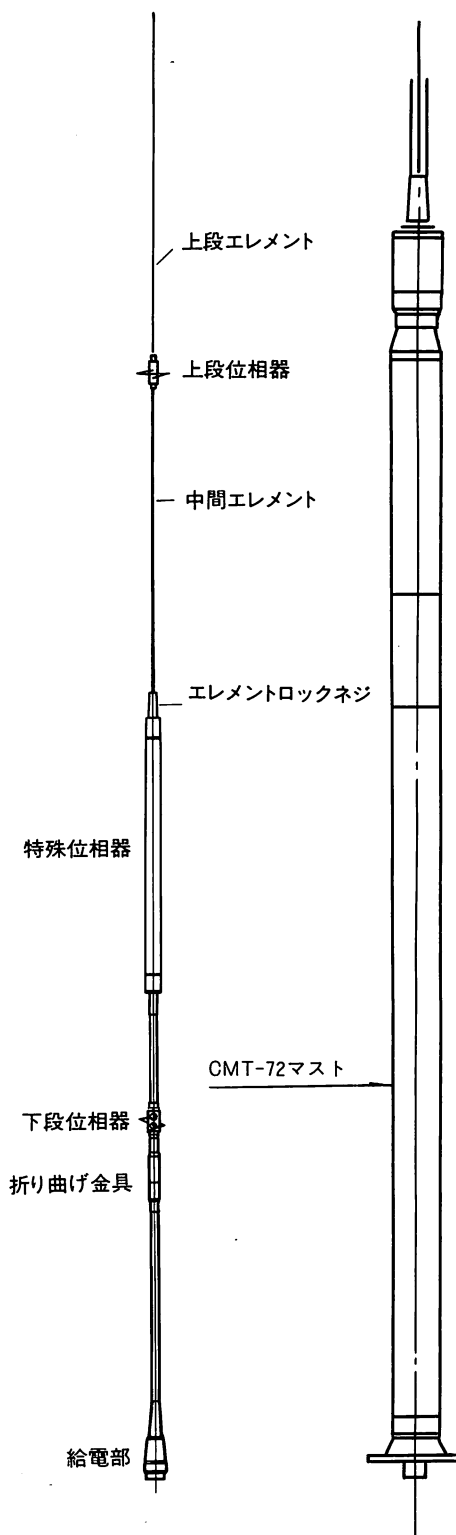 上段エレメント
上段位相器
中間エレメント
エレメントロックネジ
特殊位相器
CMT-72マスト
下段位相器
折り曲げ金具
給電部